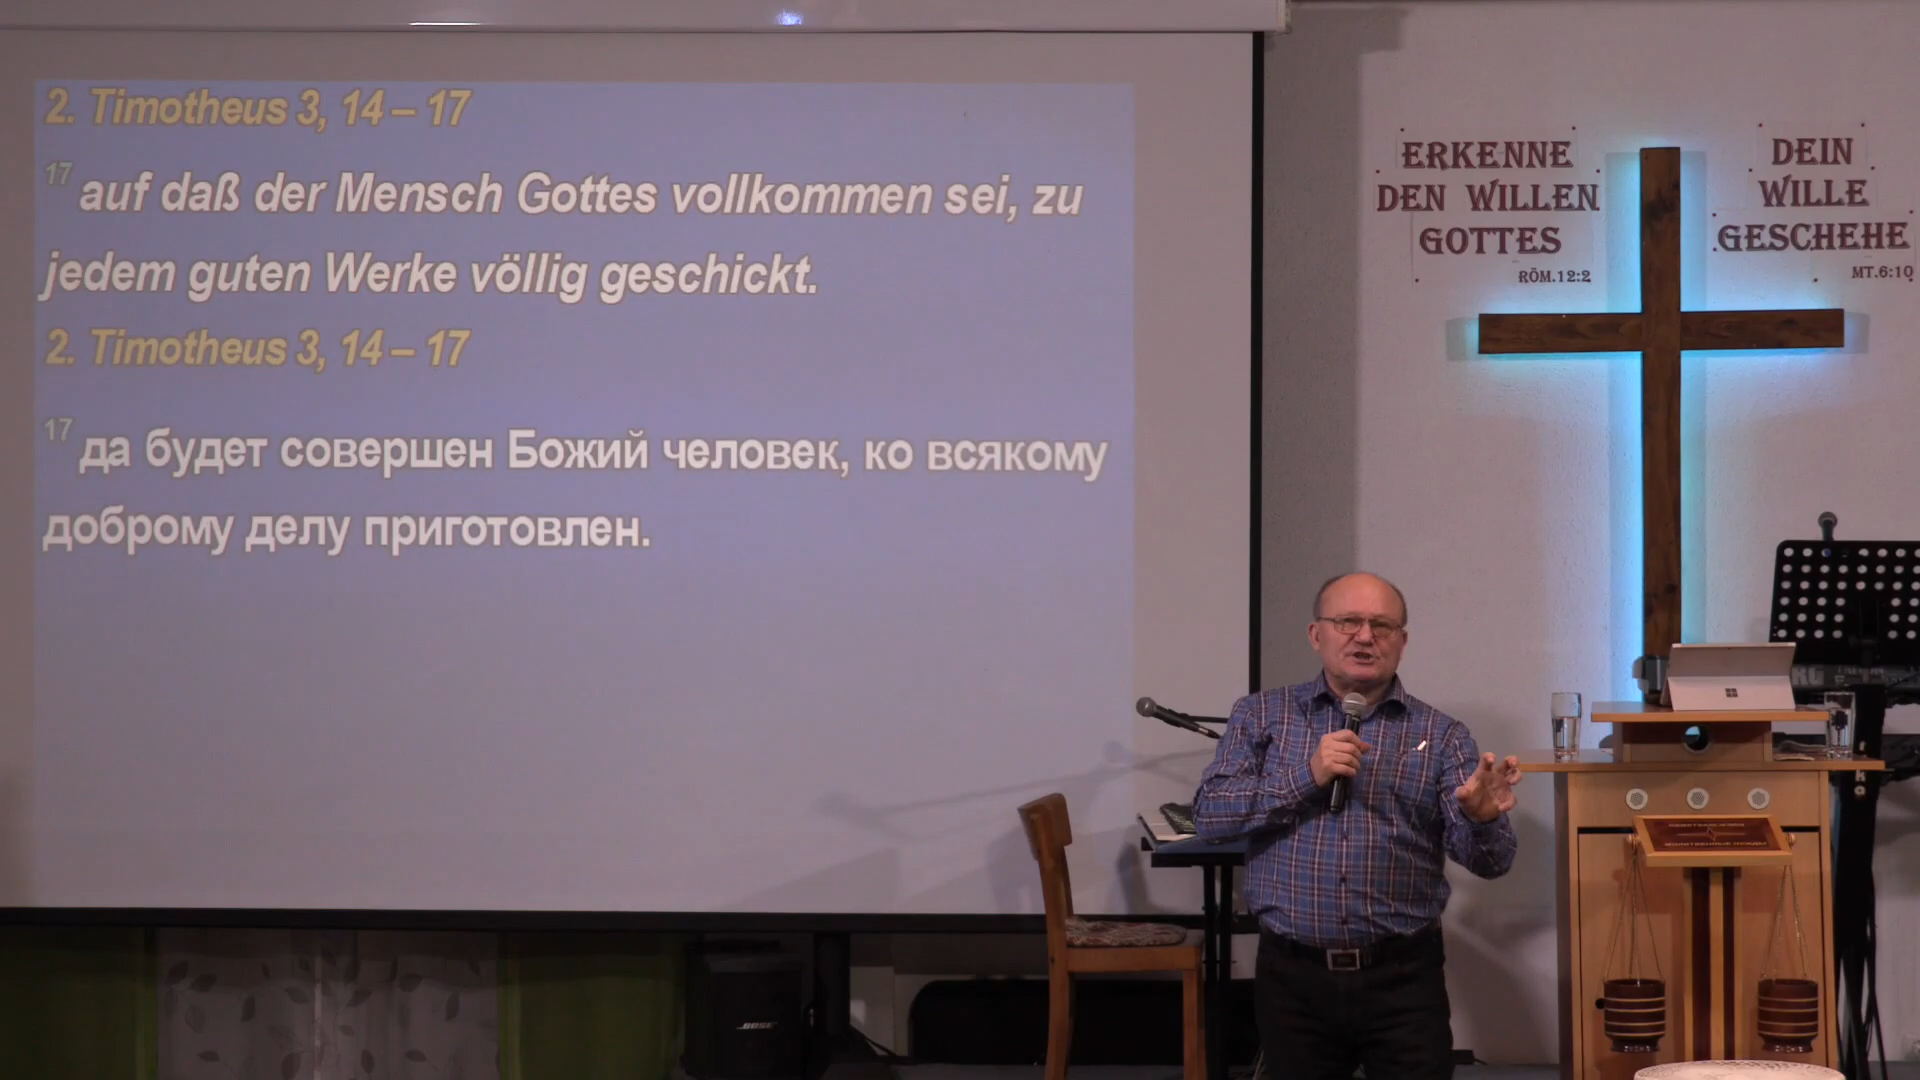 2. Timotheus 3, 14 – 17
17 auf daß der Mensch Gottes vollkommen sei, zu
jedem guten Werke völlig geschickt.
2. Timotheus 3, 14 – 17
17 да будет совершен Божий человек, ко всякому
доброму делу приготовлен.
ERKENNE
DEN WILLEN
GOTTES
RÖM.12:2
DEIN
WILLE
GESCHEHE
MT.6:10
BOSE